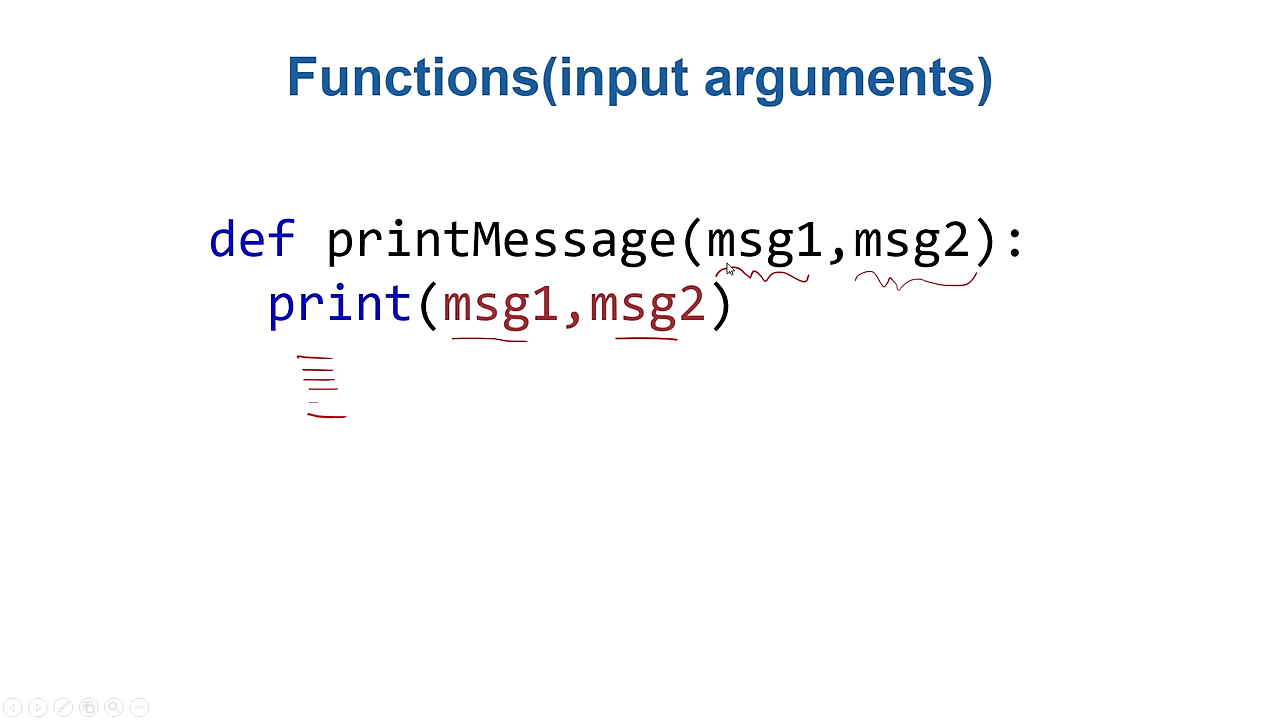 Functions(input arguments)
def printMessage(msg1,msg2):
print(msg1,msg2)